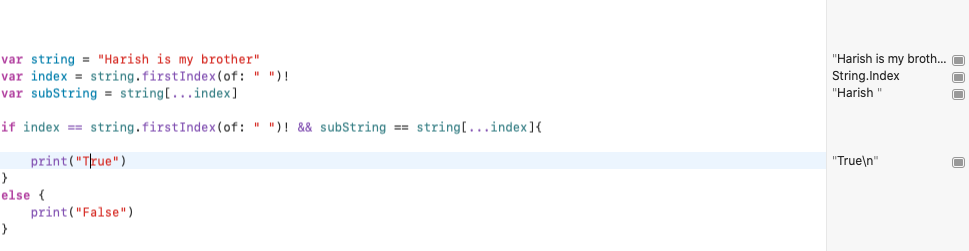 var string = "Harish is my brother"
"Harish is my broth...
var index = string.firstIndex(of: " ")!
String.Index
var subString = string[...index]
"Harish "
if index == string.firstIndex(of: " ")! && subString == string[...index]{
print("True")
"True\n"
}
else {
print("False")
}